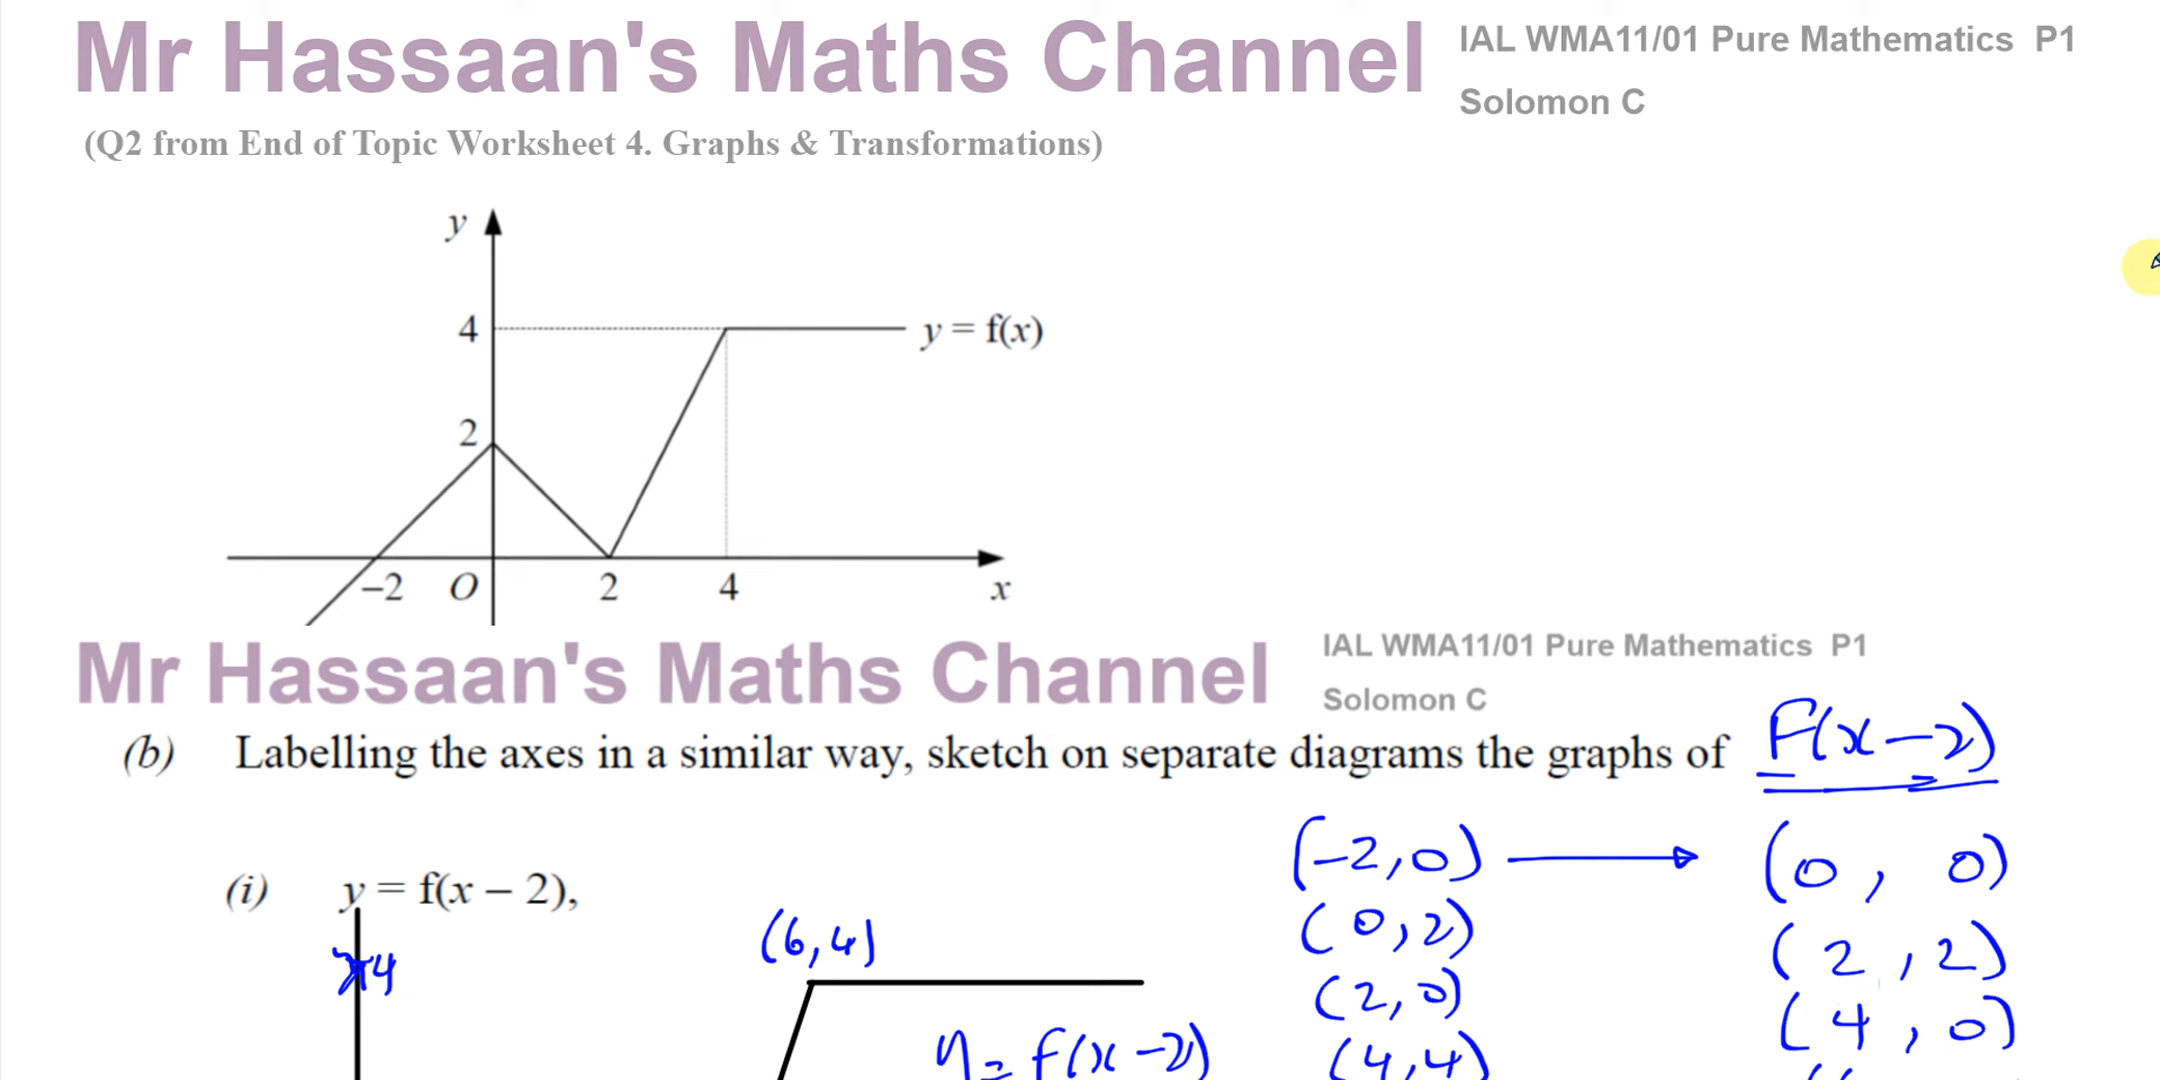 Mr Hassaan's Maths Channel
IAL WMA11/01 Pure Mathematics P1
Solomon C
(Q2 from End of Topic Worksheet 4. Graphs & Transformations)
y
4
y = f(x)
2
−2 O 2 4 x
Mr Hassaan's Maths Channel
IAL WMA11/01 Pure Mathematics P1
Solomon C
(b) Labelling the axes in a similar way, sketch on separate diagrams the graphs of
F(x−2)
(−2,0) (0, 0)
(i) y = f(x − 2),
(6,4)
(0,2) (2,2)
4
(2,0) (4,0)
y = f(x−2)
(4,4)